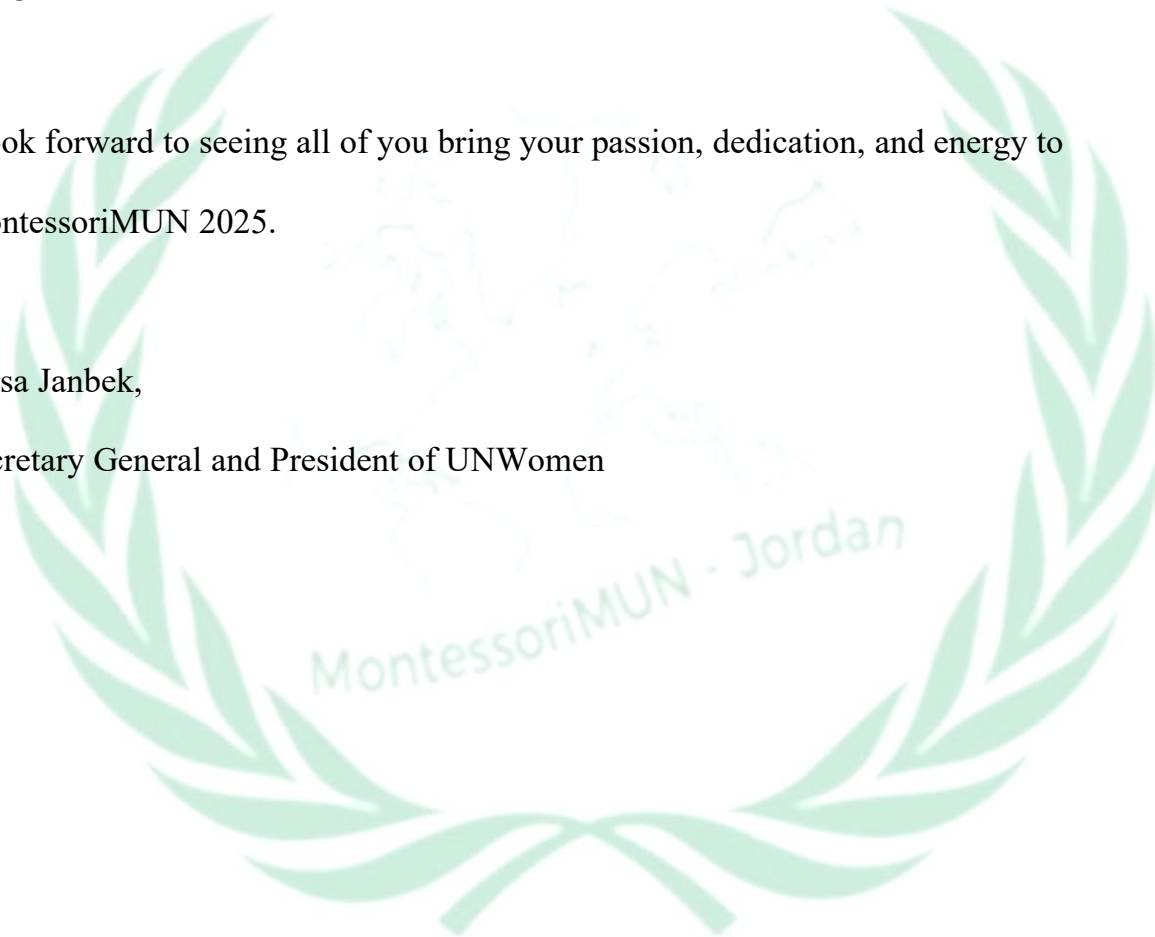 ok forward to seeing all of you bring your passion, dedication, and energy to
ontessoriMUN 2025.
sa Janbek,
cretary General and President of UNWomen
MontessoriMUN - Jordan